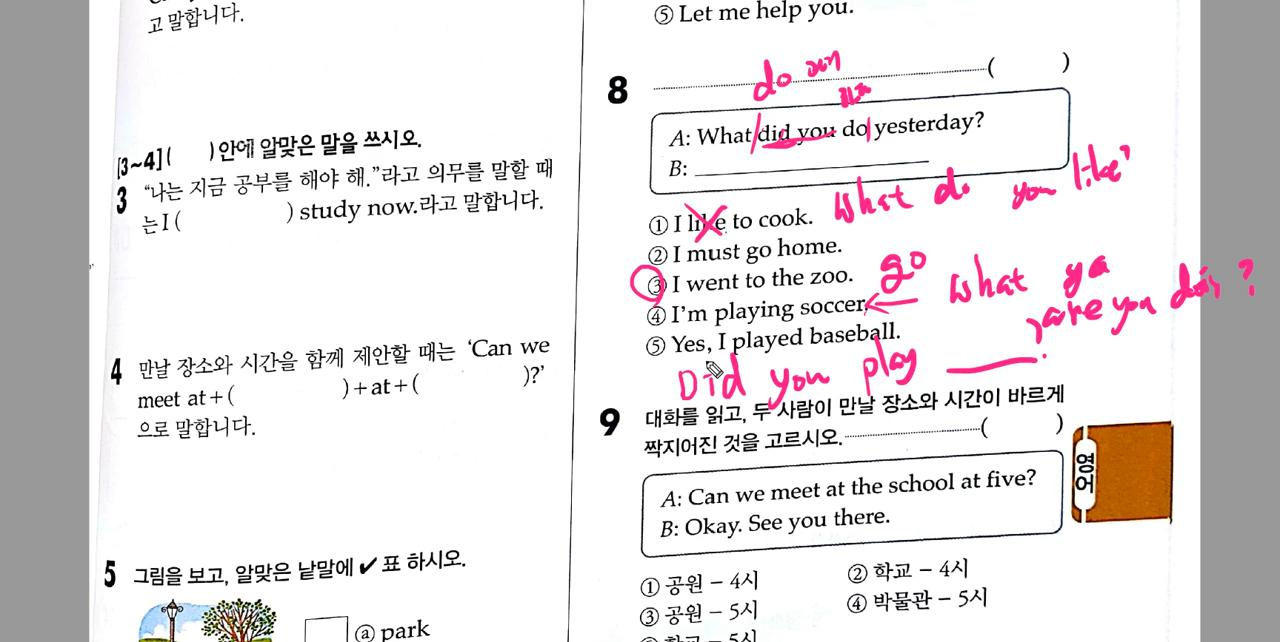 고 말합니다.
[3~4] (      )안에 알맞은 말을 쓰시오.
3 “나는 지금 공부를 해야 해.”라고 의무를 말할 때
는 I (            ) study now.라고 말합니다.
4 만날 장소와 시간을 함께 제안할 때는 ‘Can we
meet at+(            )+at+(            )?’
으로 말합니다.
5 그림을 보고, 알맞은 낱말에 ✔ 표 하시오.
ⓐ park
⑤ Let me help you.
8 (      )
do
A: What did you do yesterday?
B:
What do you like?
① I like to cook.
② I must go home.
③ I went to the zoo.
go
④ I’m playing soccer.
What
are you
⑤ Yes, I played baseball.
Did you play ?
9 대화를 읽고, 두 사람이 만날 장소와 시간이 바르게
짝지어진 것을 고르시오. (      )
A: Can we meet at the school at five?
B: Okay. See you there.
① 공원 – 4시 ② 학교 – 4시
③ 공원 – 5시 ④ 박물관 – 5시
영어